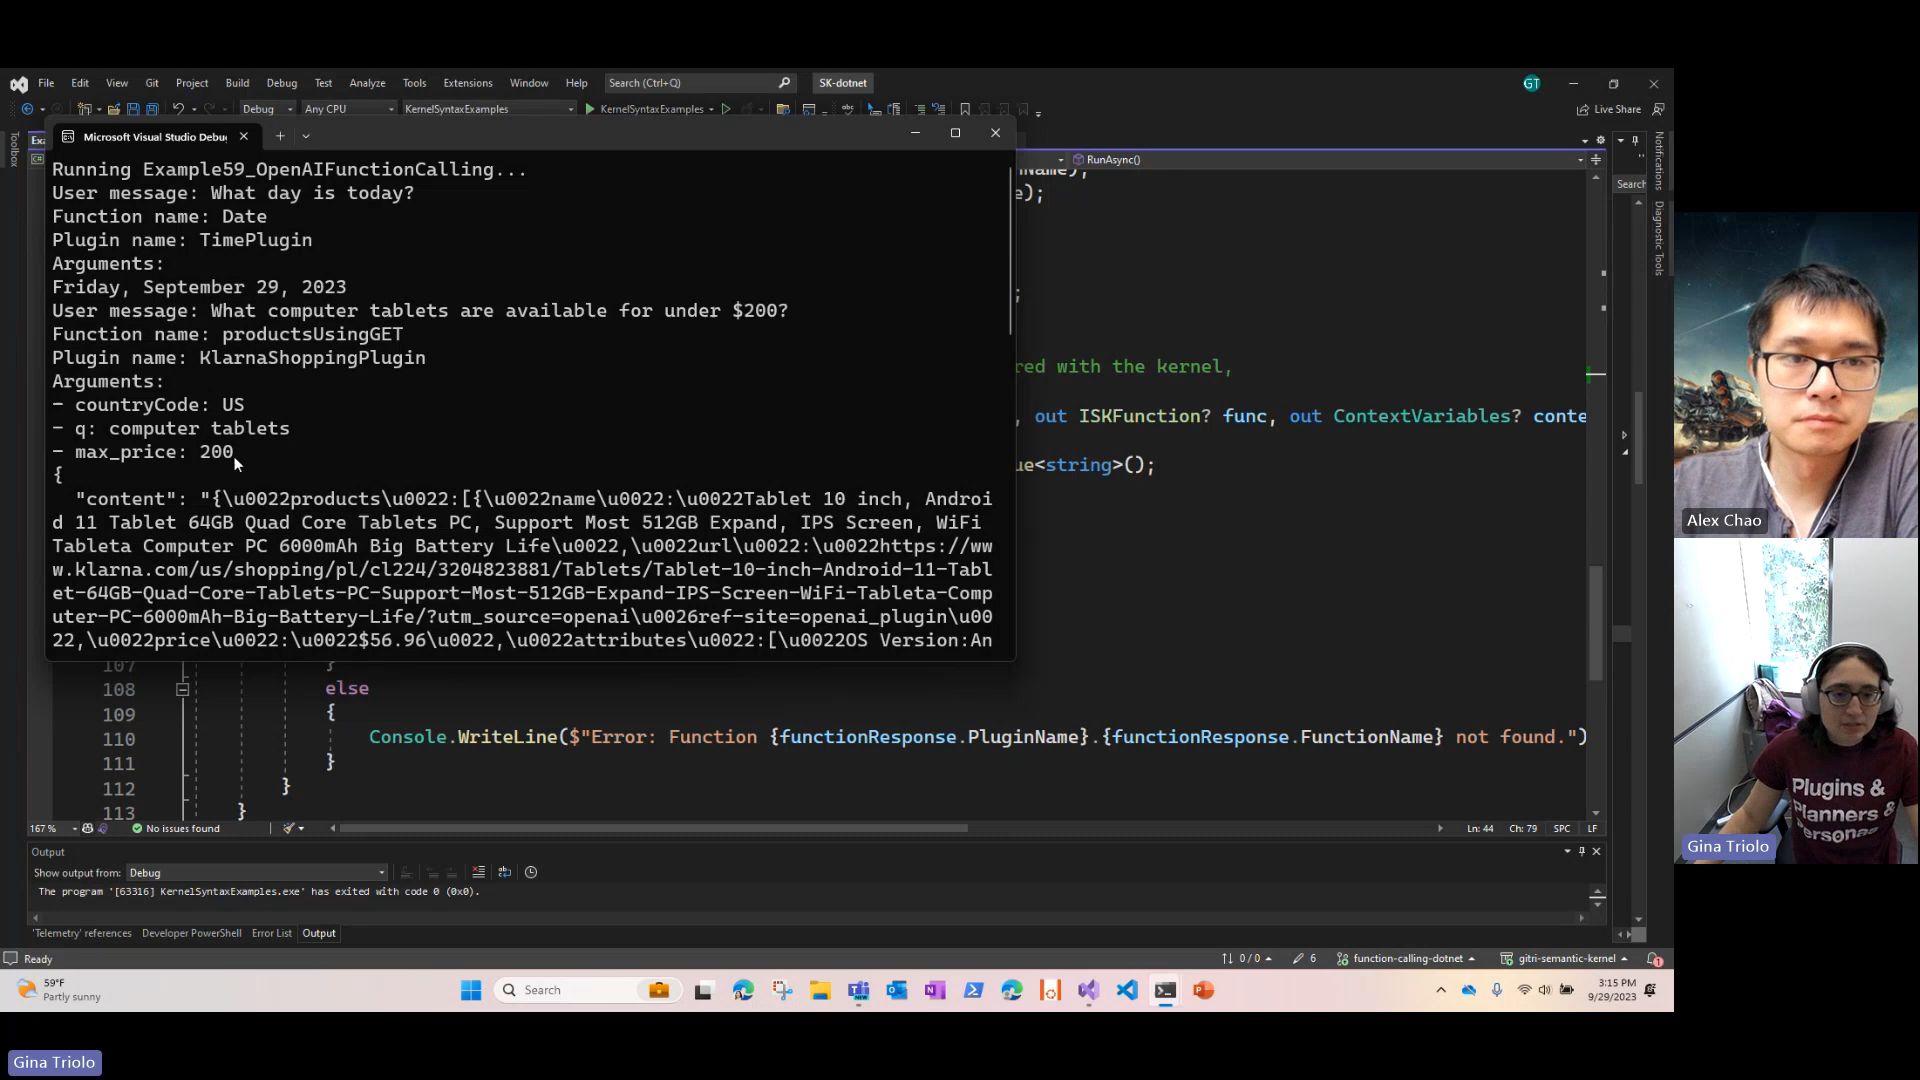 File Edit View Git Project Build Debug Test Analyze Tools Extensions Window Help Search (Ctrl+Q) SK-dotnet GT
Debug Any CPU KernelSyntaxExamples KernelSyntaxExamples Live Share
Microsoft Visual Studio Debu
Toolbox
Exa
RunAsync()
Notifications
Diagnostic Tools
Search
Running Example59_OpenAIFunctionCalling...
User message: What day is today?
Function name: Date
Plugin name: TimePlugin
Arguments:
Friday, September 29, 2023
User message: What computer tablets are available for under $200?
Function name: productsUsingGET
Plugin name: KlarnaShoppingPlugin
Arguments:
- countryCode: US
- q: computer tablets
- max_price: 200
{
"content": "{\u0022products\u0022:[{\u0022name\u0022:\u0022Tablet 10 inch, Androi
d 11 Tablet 64GB Quad Core Tablets PC, Support Most 512GB Expand, IPS Screen, WiFi
Tableta Computer PC 6000mAh Big Battery Life\u0022,\u0022url\u0022:\u0022https://ww
w.klarna.com/us/shopping/pl/cl224/3204823881/Tablets/Tablet-10-inch-Android-11-Tabl
et-64GB-Quad-Core-Tablets-PC-Support-Most-512GB-Expand-IPS-Screen-WiFi-Tableta-Comp
uter-PC-6000mAh-Big-Battery-Life/?utm_source=openai\u0026ref-site=openai_plugin\u00
22,\u0022price\u0022:\u0022$56.96\u0022,\u0022attributes\u0022:[\u0022OS Version:An
e);
;
red with the kernel,
, out ISKFunction? func, out ContextVariables? conte
ue<string>();
107 }
108 else
109 {
110 Console.WriteLine($"Error: Function {functionResponse.PluginName}.{functionResponse.FunctionName} not found.")
111 }
112 }
113 }
167 % No issues found Ln: 44 Ch: 79 SPC LF
Output
Show output from: Debug
The program '[63316] KernelSyntaxExamples.exe' has exited with code 0 (0x0).
'Telemetry' references Developer PowerShell Error List Output
Ready 0 / 0 6 function-calling-dotnet gitri-semantic-kernel 1
59°F
Partly sunny
Search
3:15 PM
9/29/2023
Alex Chao
Plugins &
Planners &
Personas
Gina Triolo
Gina Triolo